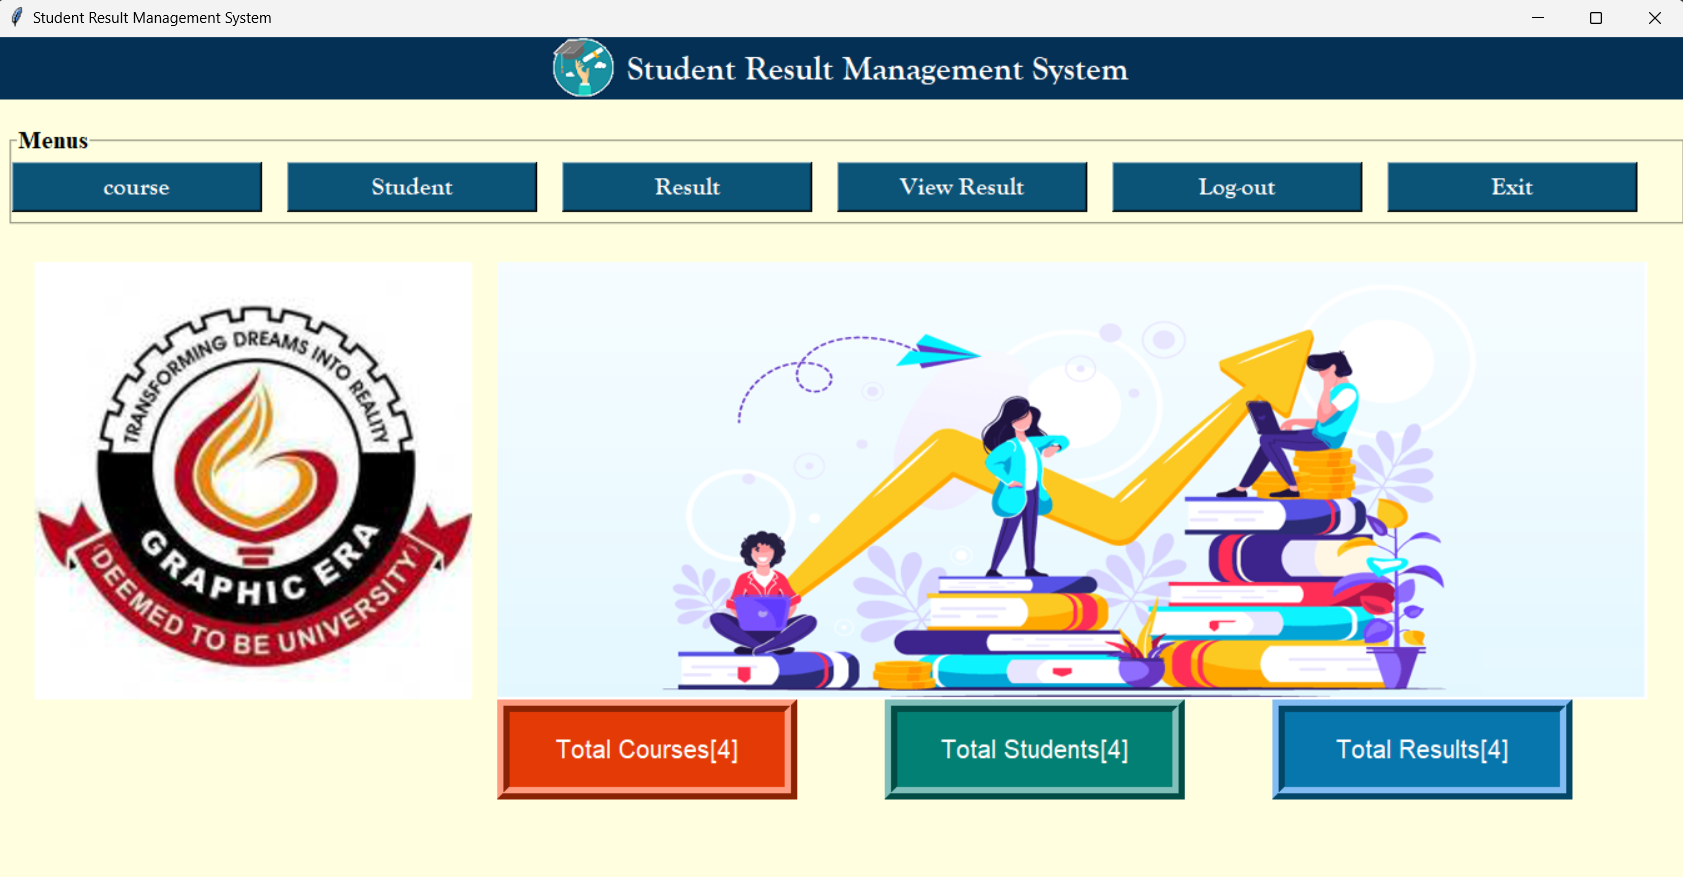 Student Result Management System
Student Result Management System
Menus
course
Student
Result
View Result
Log-out
Exit
TRANSFORMING DREAMS INTO REALITY
GRAPHIC ERA
(DEEMED TO BE UNIVERSITY)
Total Courses[4]
Total Students[4]
Total Results[4]